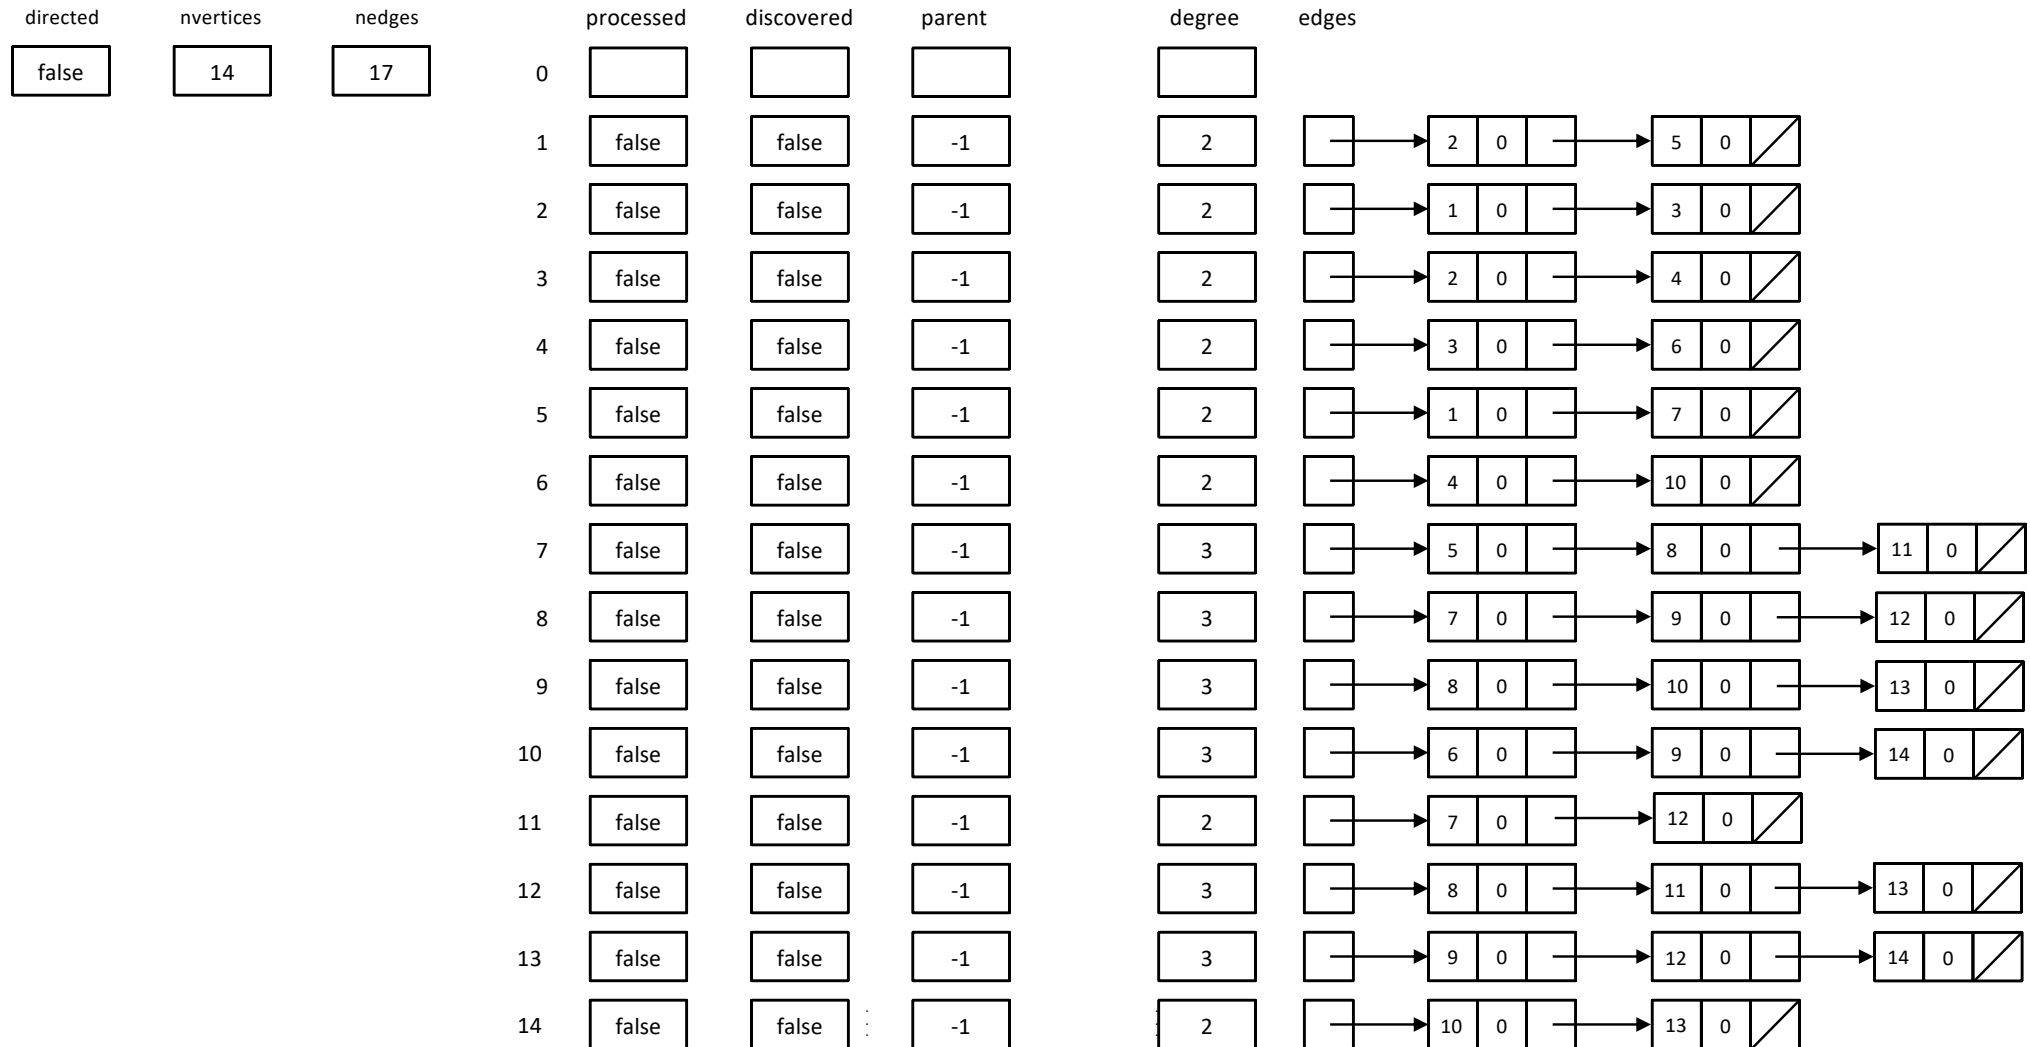 directed nvertices nedges processed discovered parent degree edges
false 14 17 0
1 false false -1 2 2 0 5 0
2 false false -1 2 1 0 3 0
3 false false -1 2 2 0 4 0
4 false false -1 2 3 0 6 0
5 false false -1 2 1 0 7 0
6 false false -1 2 4 0 10 0
7 false false -1 3 5 0 8 0 11 0
8 false false -1 3 7 0 9 0 12 0
9 false false -1 3 8 0 10 0 13 0
10 false false -1 3 6 0 9 0 14 0
11 false false -1 2 7 0 12 0
12 false false -1 3 8 0 11 0 13 0
13 false false -1 3 9 0 12 0 14 0
14 false false -1 2 10 0 13 0